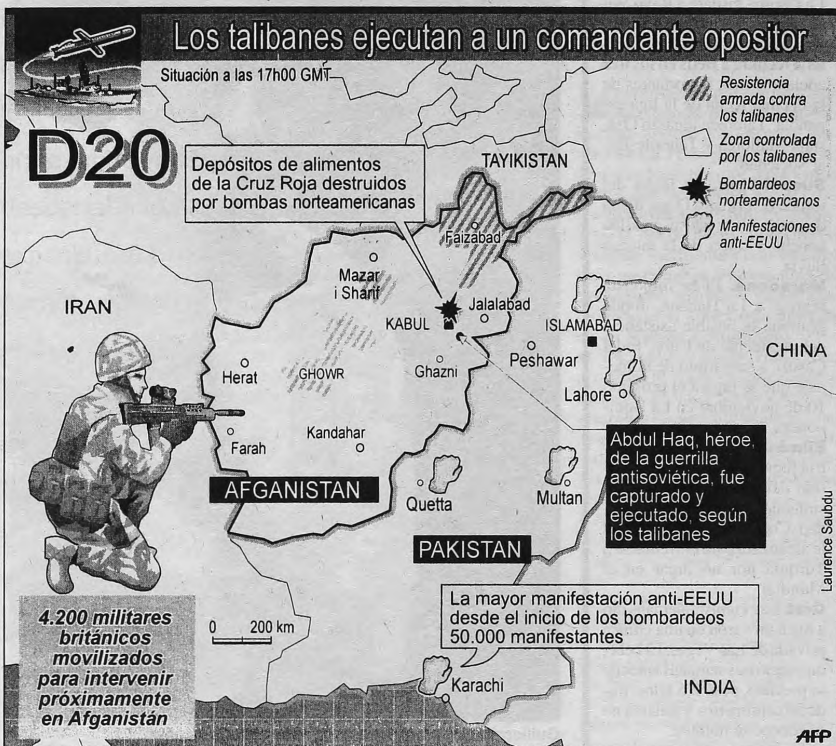 Los talibanes ejecutan a un comandante opositor
Situación a las 17h00 GMT
D20
Resistencia
armada contra
los talibanes
Zona controlada
por los talibanes
Bombardeos
norteamericanos
Manifestaciones
anti-EEUU
Depósitos de alimentos
de la Cruz Roja destruidos
por bombas norteamericanas
TAYIKISTAN
Faizabad
Mazar
i Sharif
IRAN
KABUL
Jalalabad
ISLAMABAD
CHINA
Herat
GHOWR
Ghazni
Peshawar
Lahore
Farah
Kandahar
AFGANISTAN
Quetta
Multan
Abdul Haq, héroe,
de la guerrilla
antisoviética, fue
capturado y
ejecutado, según
los talibanes
PAKISTAN
Laurence Saubdu
4.200 militares
británicos
movilizados
para intervenir
próximamente
en Afganistán
0 200 km
La mayor manifestación anti-EEUU
desde el inicio de los bombardeos
50.000 manifestantes
Karachi
INDIA
AFP